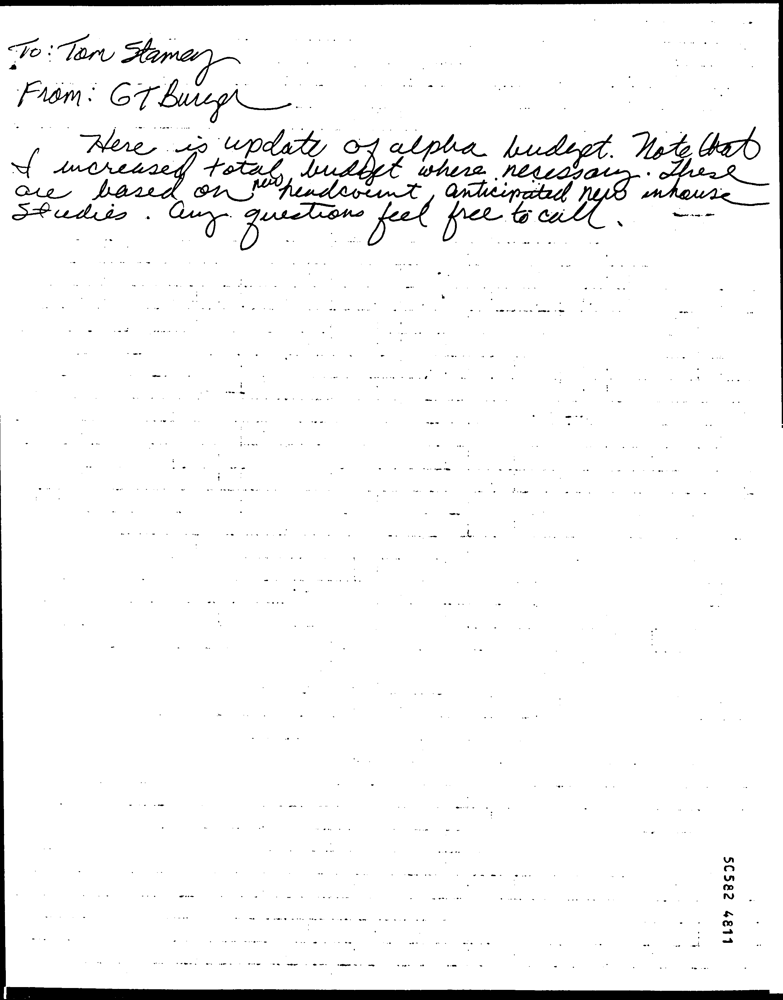 To: Tom Stamey
From: GT Burger
Here is update of alpha budget. Note that
I increased total budget where necessary. These
are based on new headcount, anticipated new inhouse
Studies. Any questions feel free to call.
50582 4811